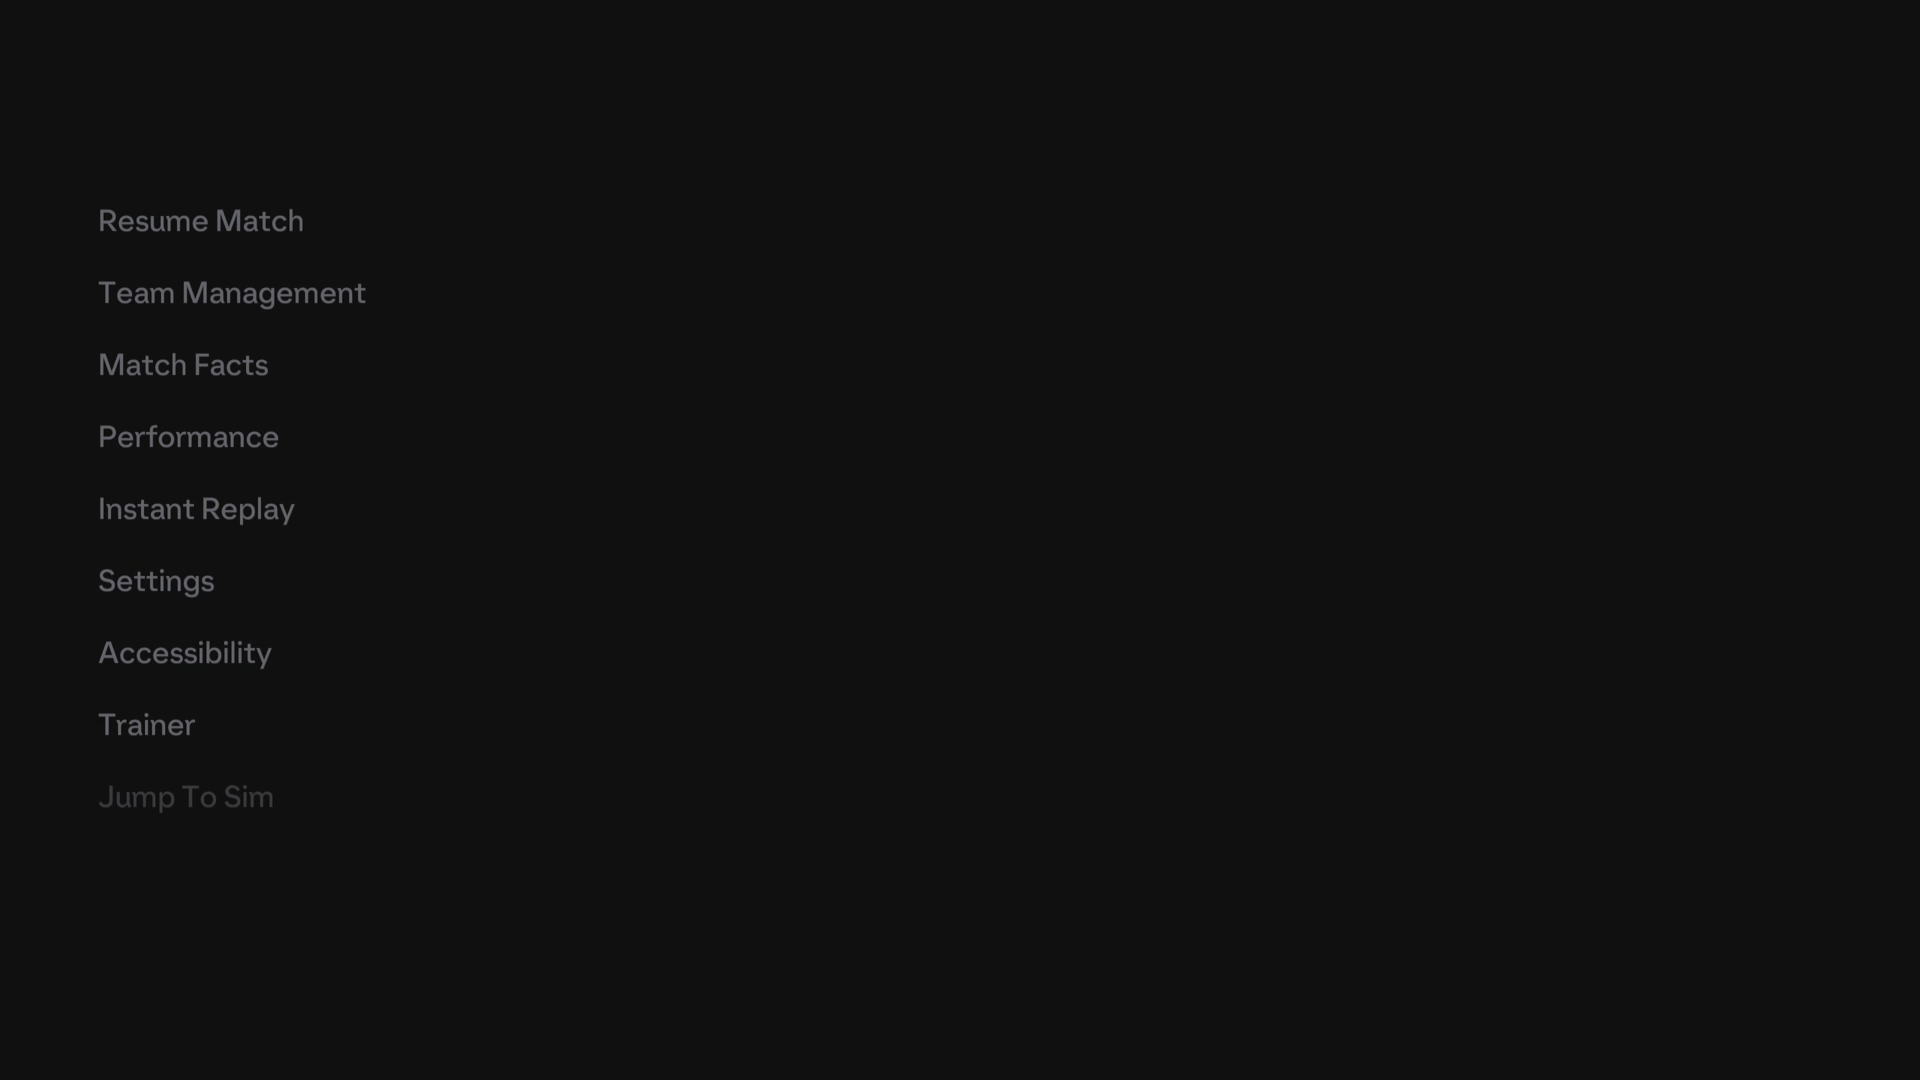 Resume Match
Team Management
Match Facts
Performance
Instant Replay
Settings
Accessibility
Trainer
Jump To Sim